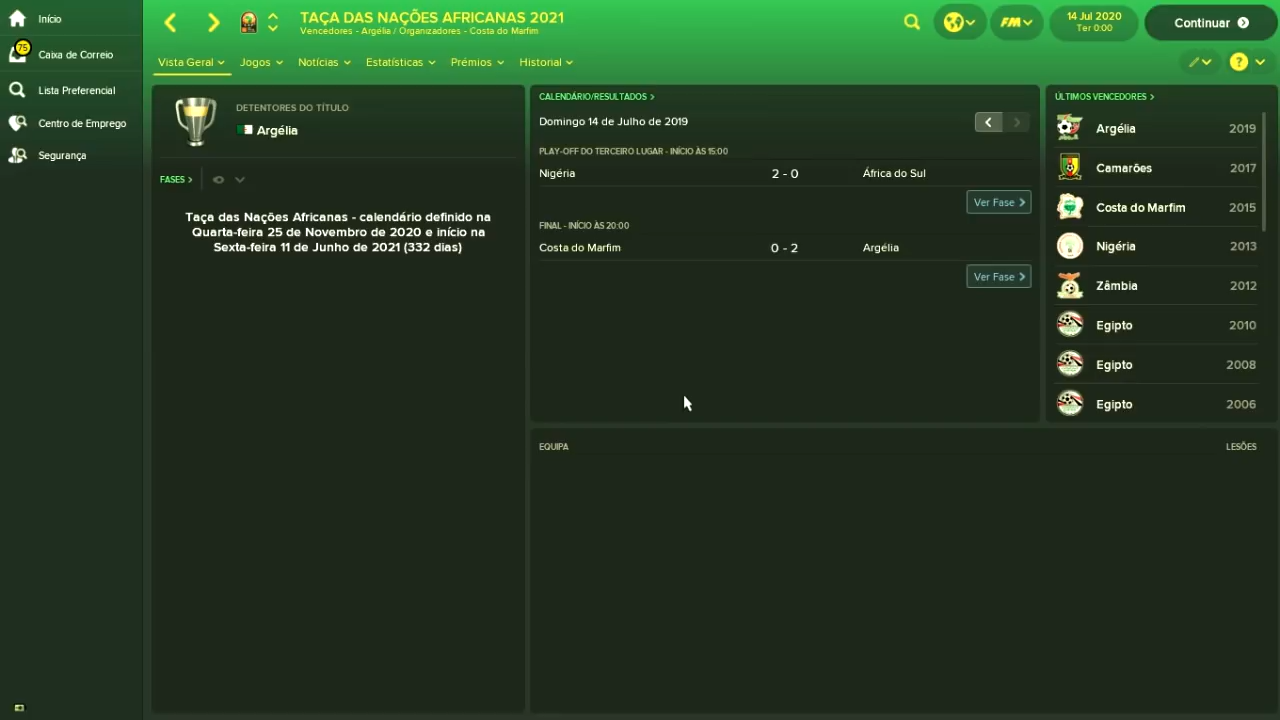 Início
75
Caixa de Correio
Lista Preferencial
Centro de Emprego
Segurança
TAÇA DAS NAÇÕES AFRICANAS 2021
Vencedores - Argélia / Organizadores - Costa do Marfim
FM
14 Jul 2020
Ter 0:00
Continuar
Vista Geral
Jogos
Notícias
Estatísticas
Prémios
Historial
?
DETENTORES DO TÍTULO
Argélia
FASES >
Taça das Nações Africanas - calendário definido na
Quarta-feira 25 de Novembro de 2020 e início na
Sexta-feira 11 de Junho de 2021 (332 dias)
CALENDÁRIO/RESULTADOS >
Domingo 14 de Julho de 2019
PLAY-OFF DO TERCEIRO LUGAR - INÍCIO ÀS 15:00
Nigéria 2 - 0 África do Sul
Ver Fase >
FINAL - INÍCIO ÀS 20:00
Costa do Marfim 0 - 2 Argélia
Ver Fase >
EQUIPA LESÕES
ÚLTIMOS VENCEDORES >
Argélia 2019
Camarões 2017
Costa do Marfim 2015
Nigéria 2013
Zâmbia 2012
Egipto 2010
Egipto 2008
Egipto 2006